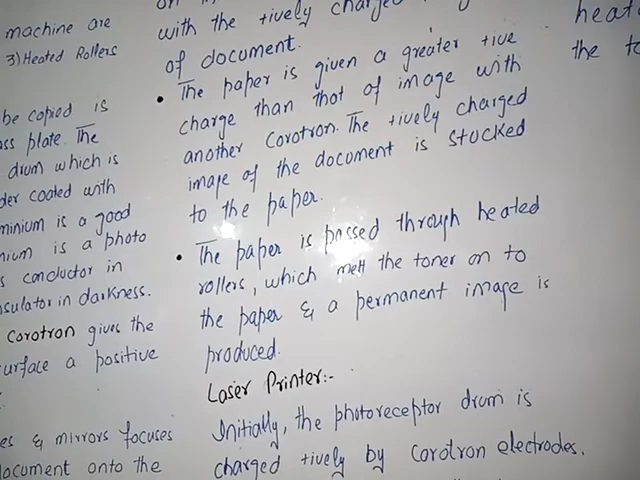 machine are
3) Heated Rollers
be copied is
ss plate. The
drum which is
der coated with
minium is a good
nium is a photo
s conductor in
nsulator in darkness.
corotron gives the
urface a positive
es & mirrors focuses
document onto the
with the +ively charged
of document.
• The paper is given a greater +ive
charge than that of image with
another corotron. The +ively charged
image of the document is stucked
to the paper.
• The paper is passed through heated
rollers, which melt the toner on to
the paper & a permanent image is
produced.
Laser Printer:-
Initially, the photoreceptor drum is
charged +ively by corotron electrodes.
heat
the to